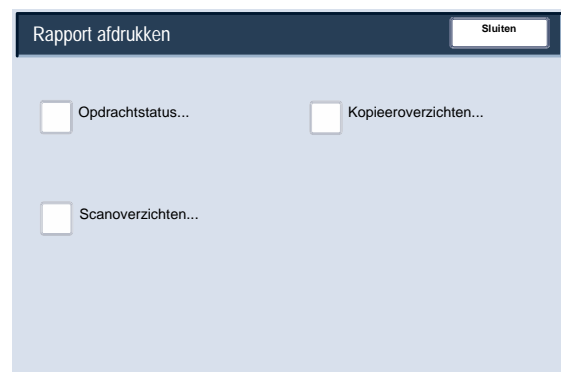 Rapport afdrukken
Sluiten
Opdrachtstatus...
Kopieeroverzichten...
Scanoverzichten...